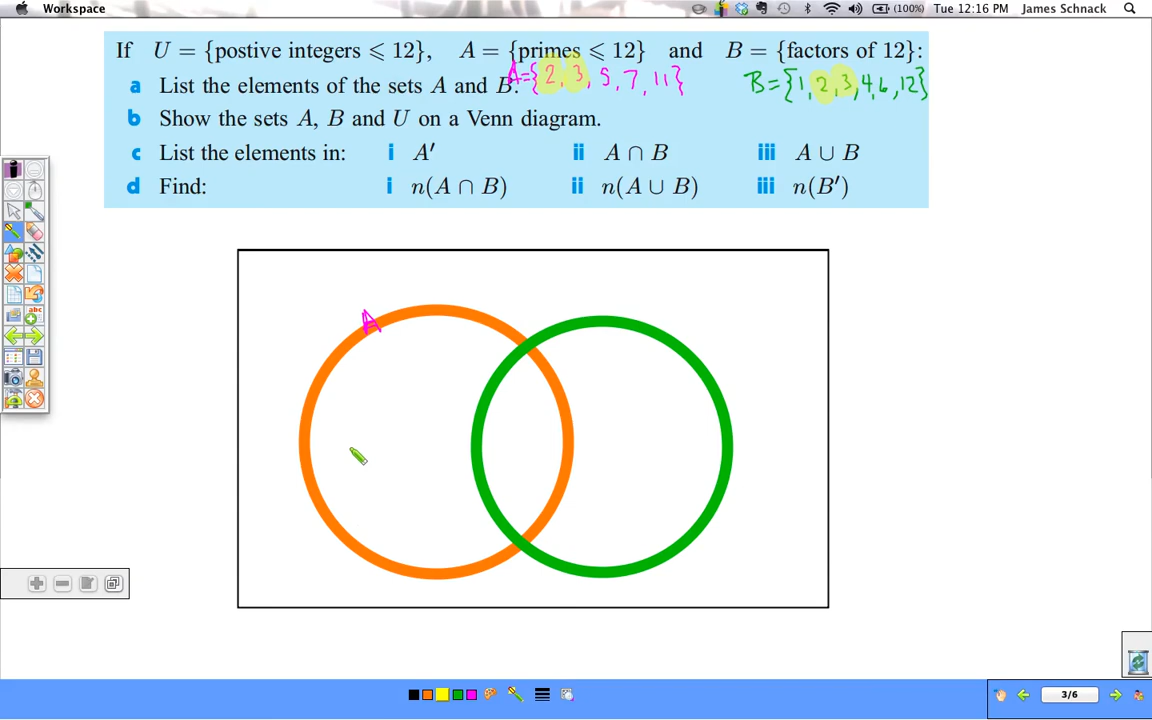 Workspace (100%) Tue 12:16 PM James Schnack
If U = {postive integers ⩽ 12}, A = {primes ⩽ 12} and B = {factors of 12}:
a List the elements of the sets A and B. A={2, 3, 5, 7, 11} B={1, 2, 3, 4, 6, 12}
b Show the sets A, B and U on a Venn diagram.
c List the elements in: i A′ ii A ∩ B iii A ∪ B
d Find: i n(A ∩ B) ii n(A ∪ B) iii n(B′)
A
abc
3/6